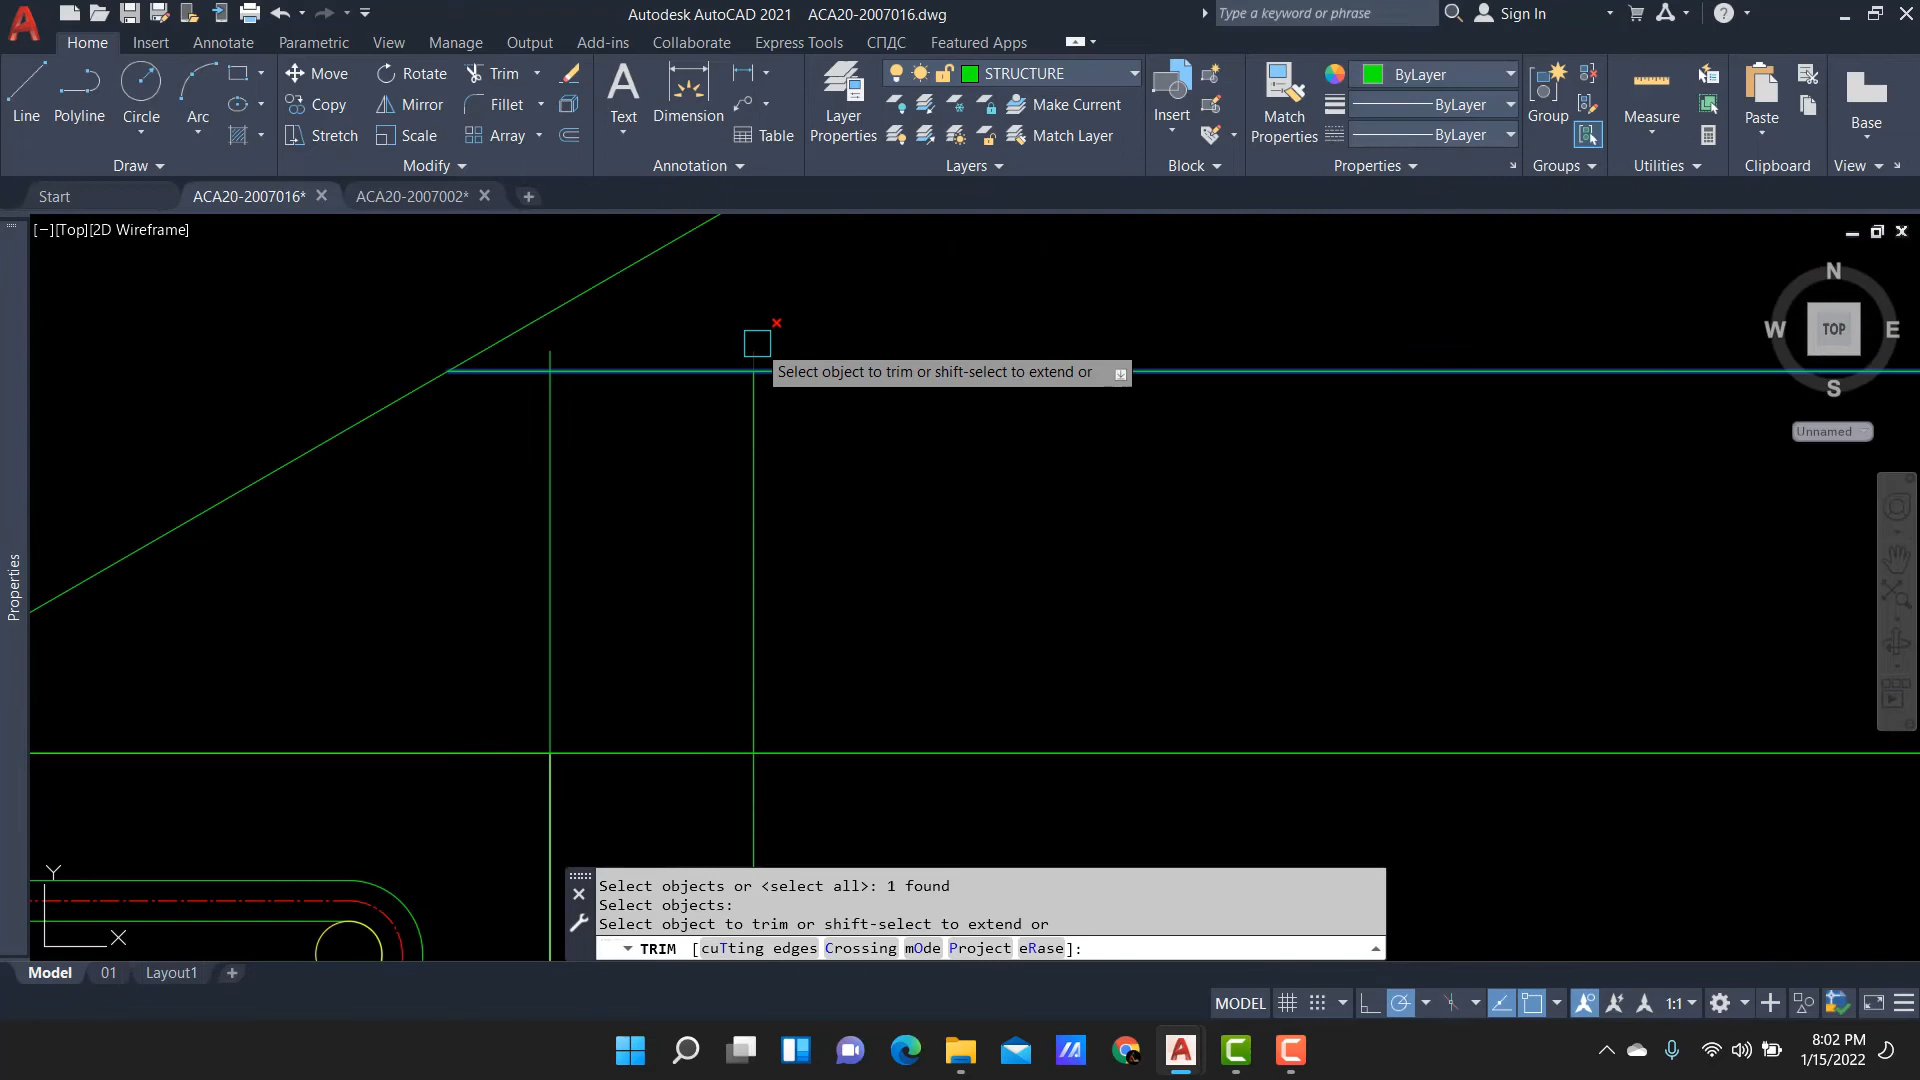 Autodesk AutoCAD 2021 ACA20-2007016.dwg
Type a keyword or phrase
Sign In
Home Insert Annotate Parametric View Manage Output Add-ins Collaborate Express Tools СПДС Featured Apps
Line
Polyline
Circle
Arc
Draw
Move
Rotate
Trim
Copy
Mirror
Fillet
Stretch
Scale
Array
Modify
Text
Dimension
Table
Annotation
Layer
Properties
STRUCTURE
Make Current
Match Layer
Layers
Insert
Block
Match
Properties
ByLayer
ByLayer
ByLayer
Properties
Group
Groups
Measure
Utilities
Paste
Clipboard
Base
View
Start
ACA20-2007016*
ACA20-2007002*
[−][Top][2D Wireframe]
N
W
TOP
E
S
Unnamed
Select object to trim or shift-select to extend or
Properties
Y
X
Select objects or <select all>: 1 found
Select objects:
Select object to trim or shift-select to extend or
TRIM [cuTting edges Crossing mOde Project eRase]:
Model
01
Layout1
MODEL
1:1
8:02 PM
1/15/2022